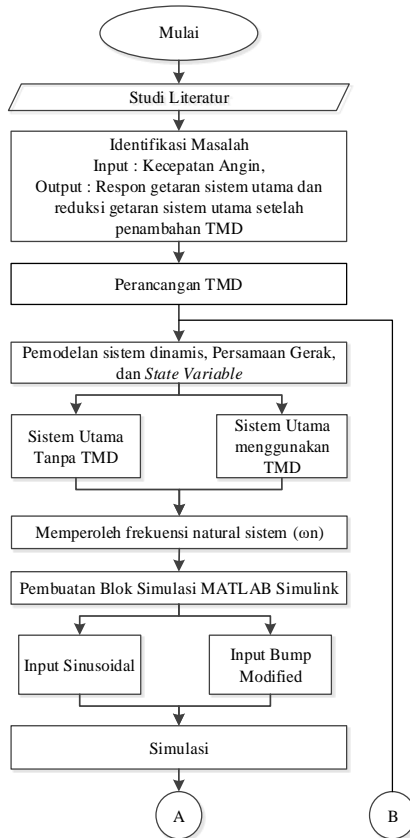 Mulai
Studi Literatur
Identifikasi Masalah
Input : Kecepatan Angin,
Output : Respon getaran sistem utama dan
reduksi getaran sistem utama setelah
penambahan TMD
Perancangan TMD
Pemodelan sistem dinamis, Persamaan Gerak,
dan State Variable
Sistem Utama
Tanpa TMD
Sistem Utama
menggunakan
TMD
Memperoleh frekuensi natural sistem (ωn)
Pembuatan Blok Simulasi MATLAB Simulink
Input Sinusoidal
Input Bump
Modified
Simulasi
A
B